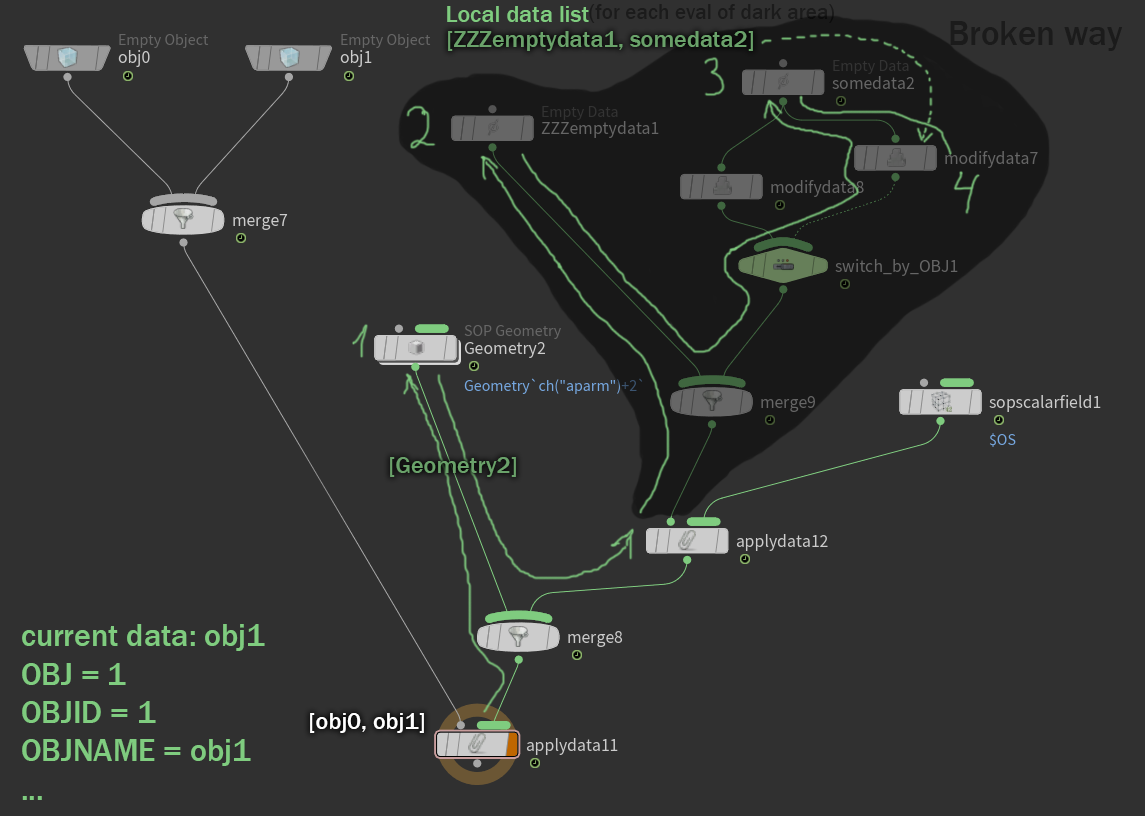 Local data list (for each eval of dark area)
[ZZZemptydata1, somedata2]
Broken way
Empty Object
obj0
Empty Object
obj1
3
Empty Data
somedata2
2
Empty Data
ZZZemptydata1
modifydata7
4
modifydata8
merge7
switch_by_OBJ1
1
SOP Geometry
Geometry2
Geometry`ch("aparm")+2`
merge9
sopscalarfield1
$OS
[Geometry2]
applydata12
merge8
current data: obj1
OBJ = 1
OBJID = 1
OBJNAME = obj1
...
[obj0, obj1]
applydata11